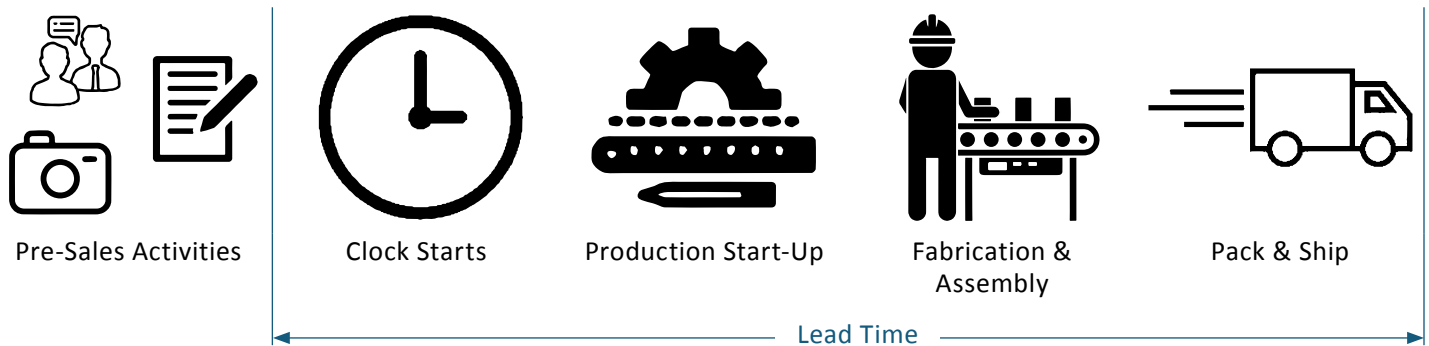 Pre-Sales Activities
Clock Starts
Production Start-Up
Fabrication &
Assembly
Pack & Ship
Lead Time